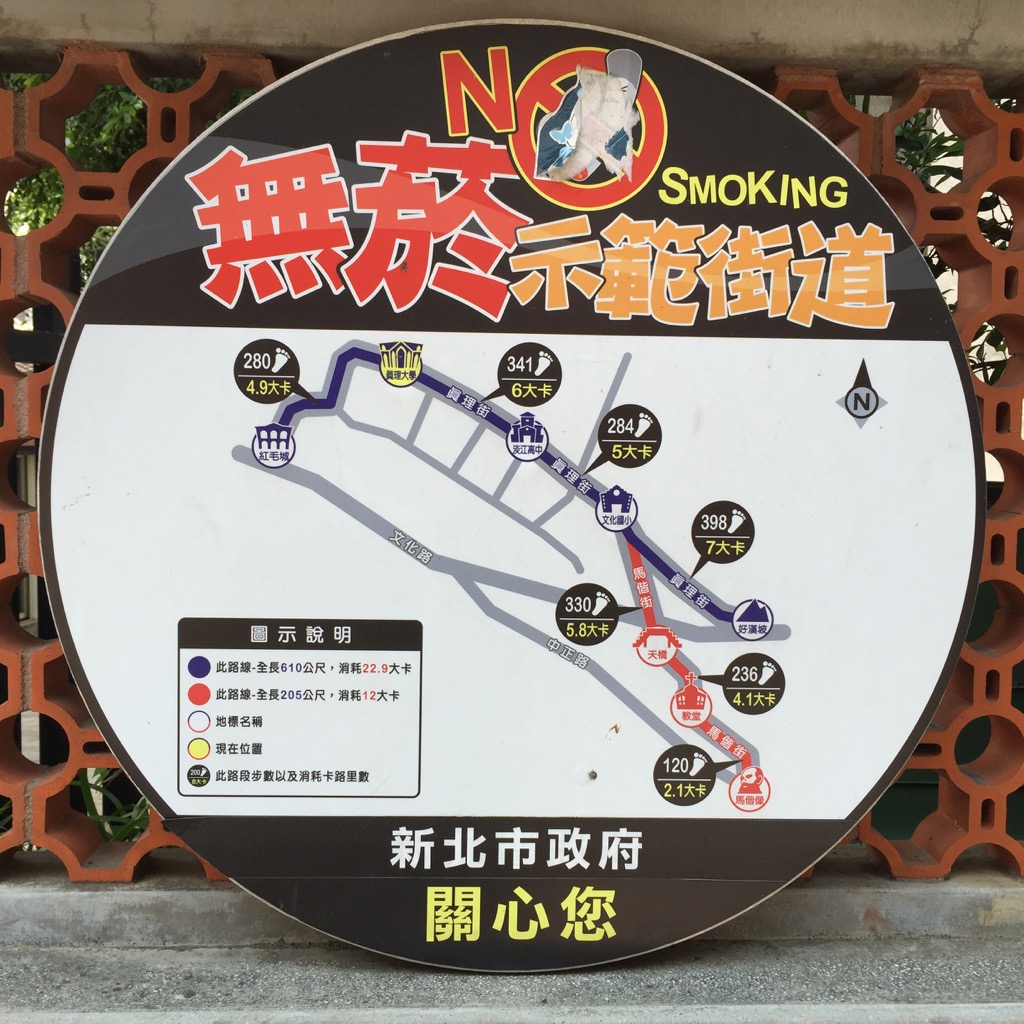 NO
SMOKING
無菸示範街道
280
4.9大卡
真理大學
341
6大卡
真理街
紅毛城
淡江高中
284
5大卡
真理街
N
文化國小
398
7大卡
文化路
馬偕街
真理街
330
5.8大卡
好漢坡
天橋
中正路
236
4.1大卡
教堂
馬偕街
120
2.1大卡
馬偕像
圖示說明
此路線-全長610公尺，消耗22.9大卡
此路線-全長205公尺，消耗12大卡
地標名稱
現在位置
200
8大卡
此路段步數以及消耗卡路里數
新北市政府
關心您